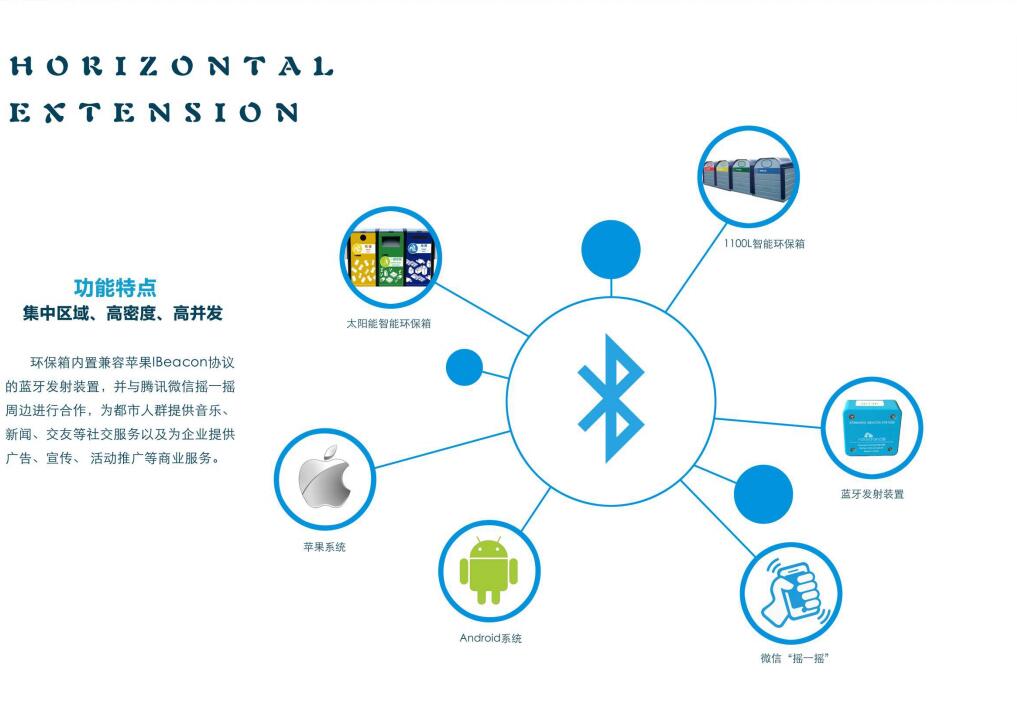 HORIZONTAL
EXTENSION
功能特点
集中区域、高密度、高并发
环保箱内置兼容苹果IBeacon协议
的蓝牙发射装置，并与腾讯微信摇一摇
周边进行合作，为都市人群提供音乐、
新闻、交友等社交服务以及为企业提供
广告、宣传、 活动推广等商业服务。
1100L智能环保箱
太阳能智能环保箱
蓝牙发射装置
苹果系统
Android系统
微信“摇一摇”